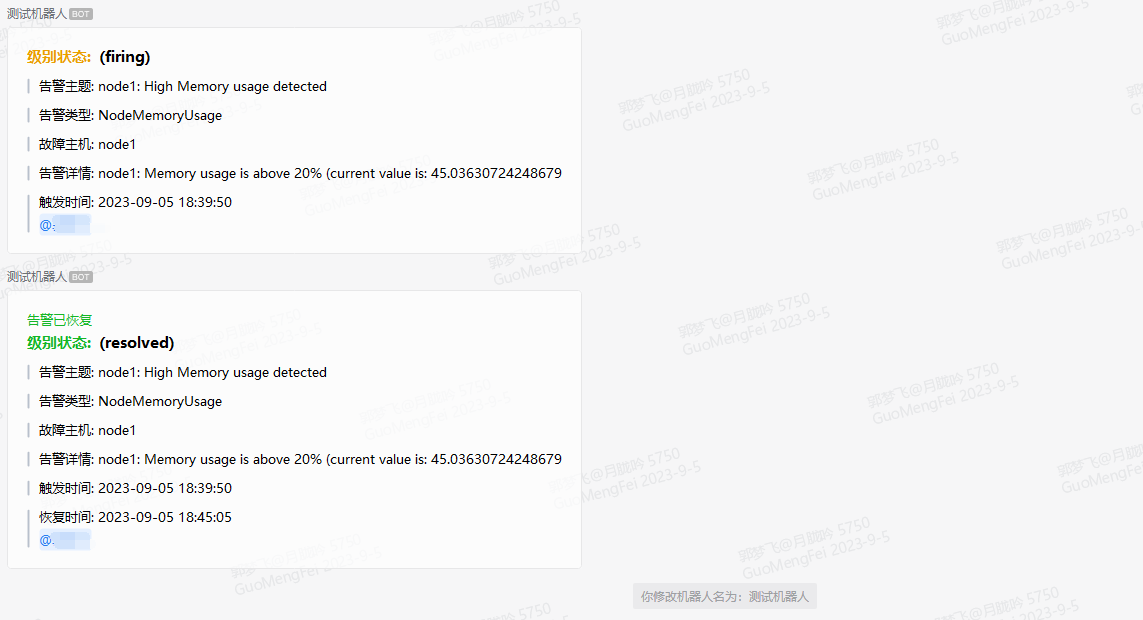 测试机器人 BOT
级别状态: (firing)
告警主题: node1: High Memory usage detected
告警类型: NodeMemoryUsage
故障主机: node1
告警详情: node1: Memory usage is above 20% (current value is: 45.03630724248679
触发时间: 2023-09-05 18:39:50
@
测试机器人 BOT
告警已恢复
级别状态: (resolved)
告警主题: node1: High Memory usage detected
告警类型: NodeMemoryUsage
故障主机: node1
告警详情: node1: Memory usage is above 20% (current value is: 45.03630724248679
触发时间: 2023-09-05 18:39:50
恢复时间: 2023-09-05 18:45:05
@
你修改机器人名为：测试机器人
郭梦飞@月胧吟 5750
GuoMengFei 2023-9-5